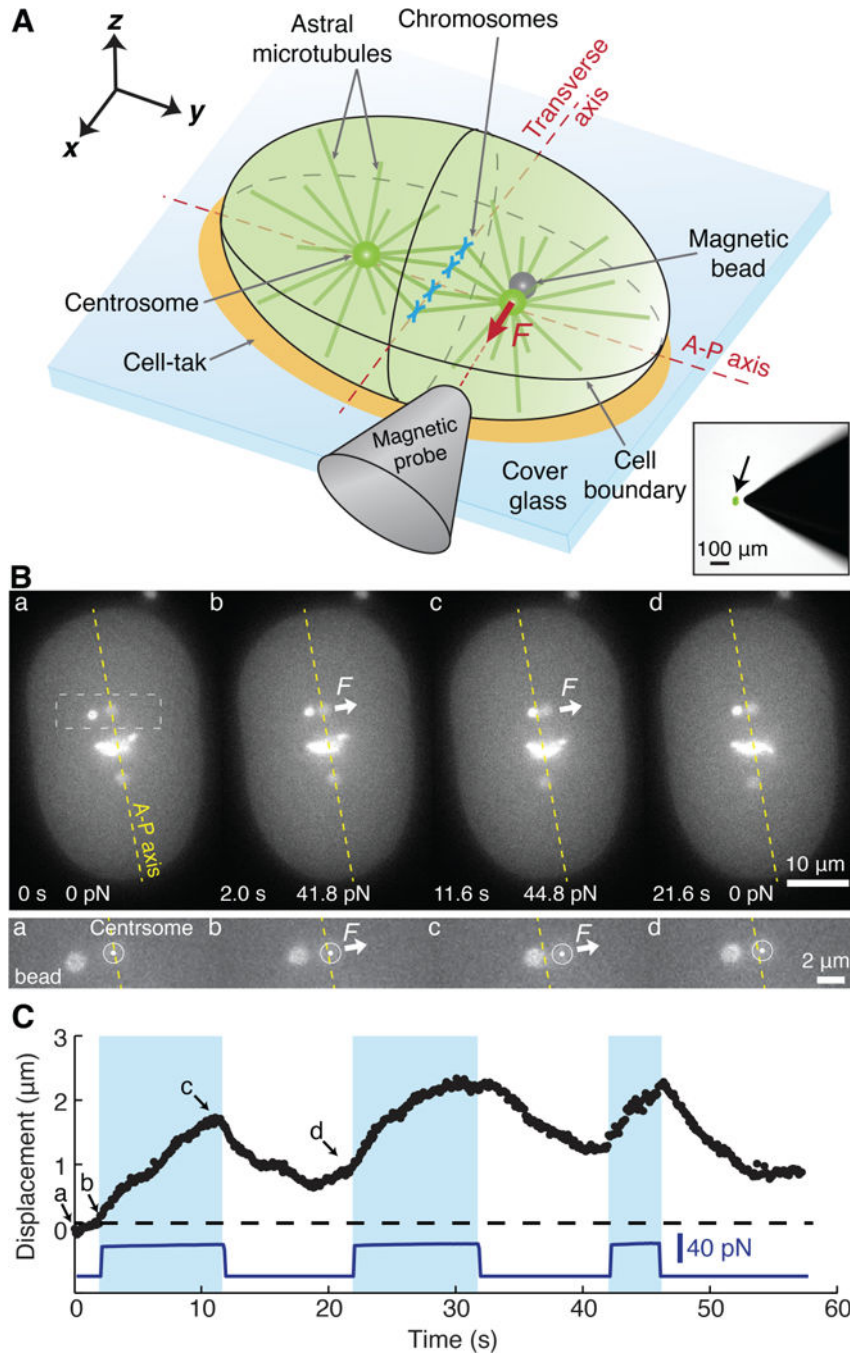 A
z
y
x
Astral
microtubules
Chromosomes
Transverse
axis
Magnetic
bead
Centrosome
Cell-tak
F
A-P axis
Magnetic
probe
Cover
glass
Cell
boundary
100 µm
B
a
b
c
d
F
F
A-P axis
0 s 0 pN
2.0 s 41.8 pN
11.6 s 44.8 pN
21.6 s 0 pN
10 µm
a
Centrsome
b
F
c
F
d
bead
2 µm
C
3
2
1
0
Displacement (µm)
a
b
c
d
40 pN
0 10 20 30 40 50 60
Time (s)